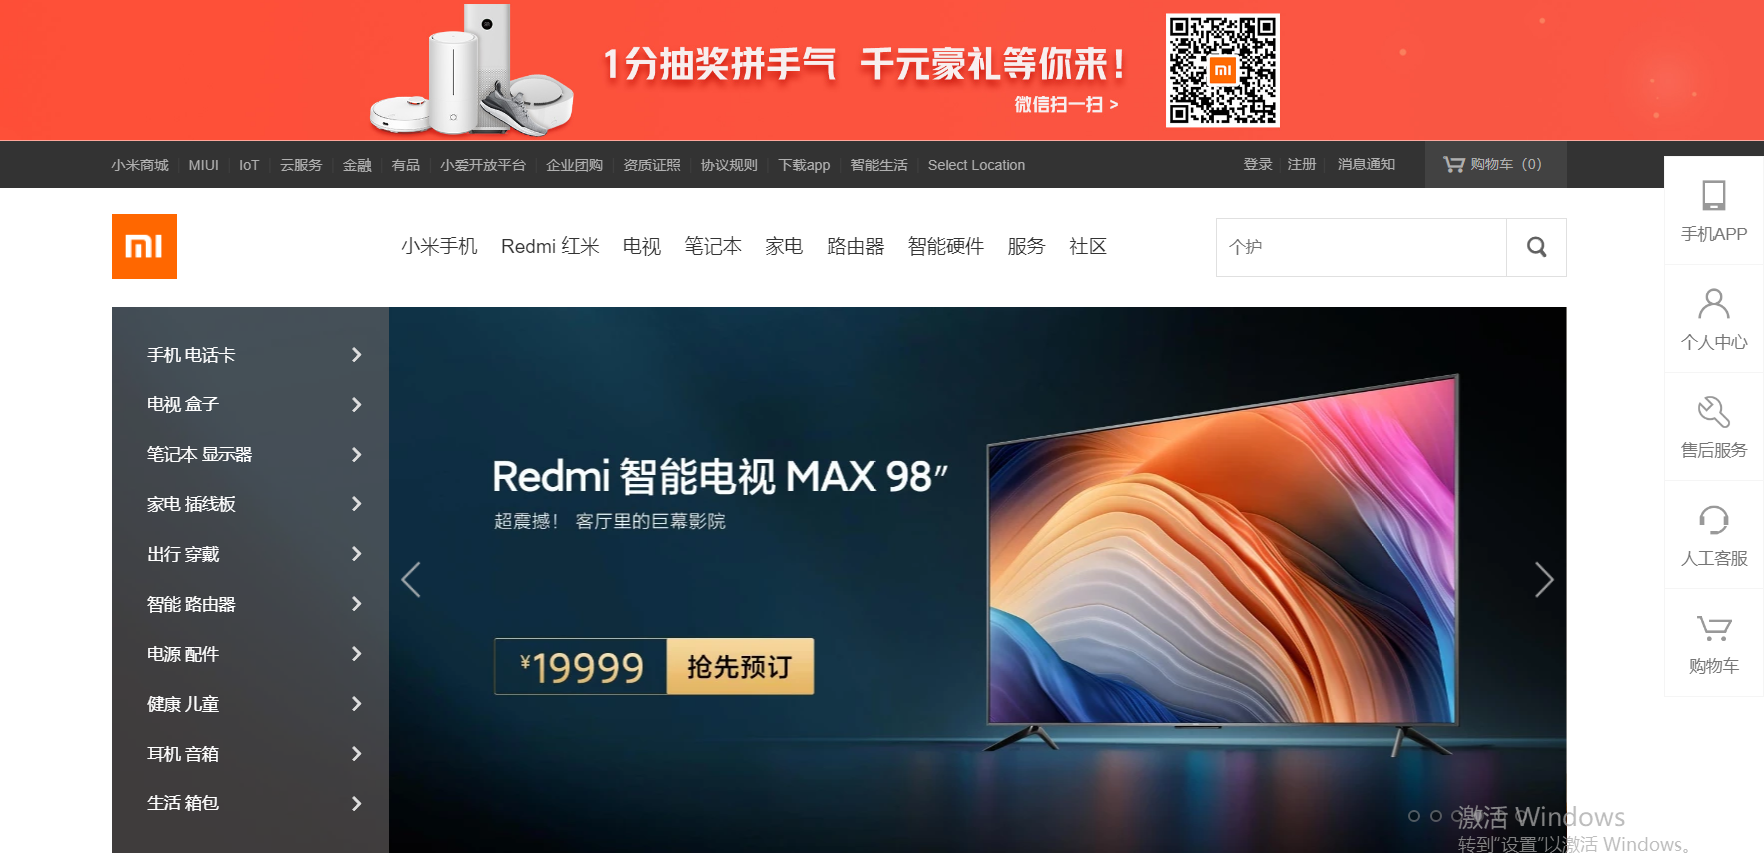 1分抽奖拼手气 千元豪礼等你来！
微信扫一扫 >
小米商城 MIUI IoT 云服务 金融 有品 小爱开放平台 企业团购 资质证照 协议规则 下载app 智能生活 Select Location 登录 注册 消息通知 购物车（0）
小米手机 Redmi 红米 电视 笔记本 家电 路由器 智能硬件 服务 社区 个护
手机 电话卡
电视 盒子
笔记本 显示器
家电 插线板
出行 穿戴
智能 路由器
电源 配件
健康 儿童
耳机 音箱
生活 箱包
Redmi 智能电视 MAX 98"
超震撼！ 客厅里的巨幕影院
¥19999 抢先预订
手机APP
个人中心
售后服务
人工客服
购物车
激活 Windows
转到"设置"以激活 Windows。